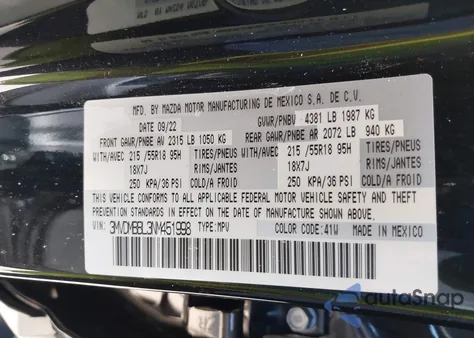 MFD. BY MAZDA MOTOR MANUFACTURING DE MEXICO S.A. DE C.V.
DATE 09/22 GVWR/PNBV 4381 LB 1987 KG
FRONT GAWR/PNBE AV 2315 LB 1050 KG REAR GAWR/PNBE AR 2072 LB 940 KG
WITH/AVEC 215 /55R18 95H TIRES/PNEUS WITH/AVEC 215 /55R18 95H TIRES/PNEUS
18X7J RIMS/JANTES 18X7J RIMS/JANTES
250 KPA/36 PSI COLD/A FROID 250 KPA/36 PSI COLD/A FROID
THIS VEHICLE CONFORMS TO ALL APPLICABLE FEDERAL MOTOR VEHICLE SAFETY AND THEFT
PREVENTION STANDARDS IN EFFECT ON THE DATE OF MANUFACTURE SHOWN ABOVE.
VIN: 3MVDMBBL3NM451998 TYPE: MPV COLOR CODE: 41W MADE IN MEXICO
autoSnap